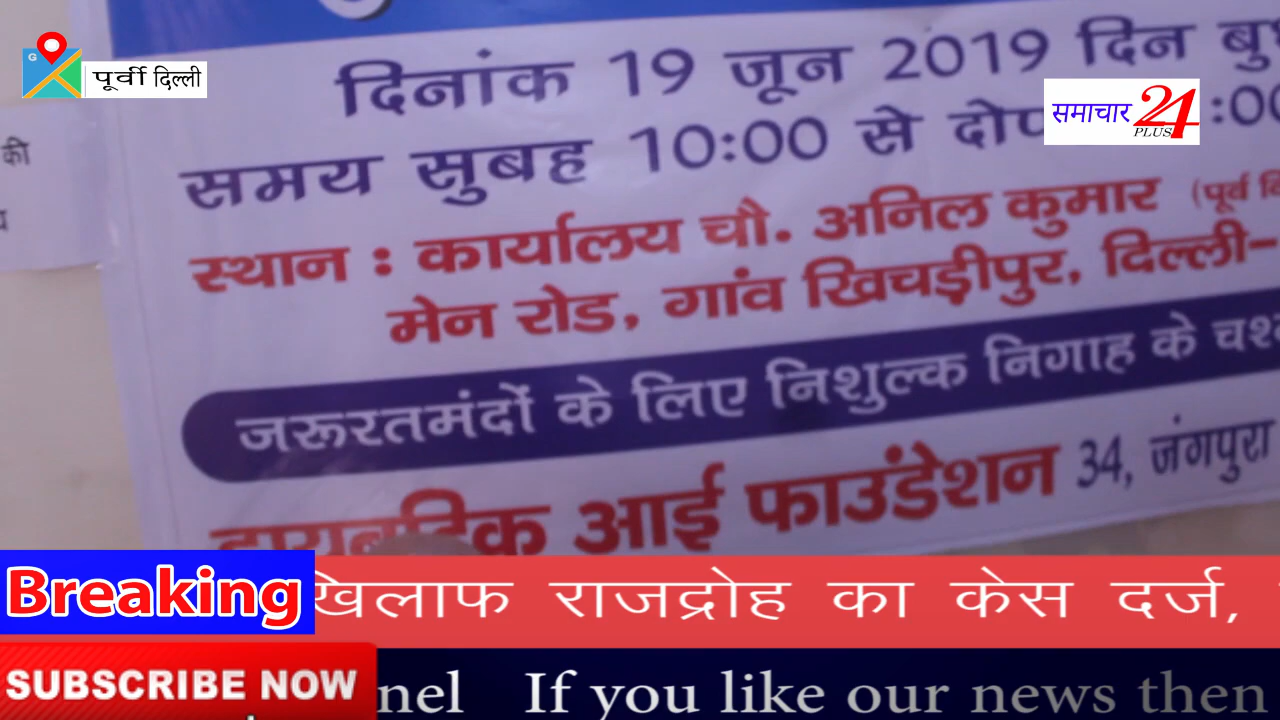 G
पूर्वी दिल्ली
की
दिनांक 19 जून 2019 दिन
समाचार 24
PLUS
समय सुबह 10:00 से :00
स्थान : कार्यालय चौ. अनिल कुमार (पूर्व
मेन रोड, गांव खिचड़ीपुर, दिल्ली-
जरूरतमंदों के लिए निशुल्क निगाह के
आई फाउंडेशन 34, जंगपुरा
Breaking
खिलाफ राजद्रोह का केस दर्ज,
SUBSCRIBE NOW
If you like our news then